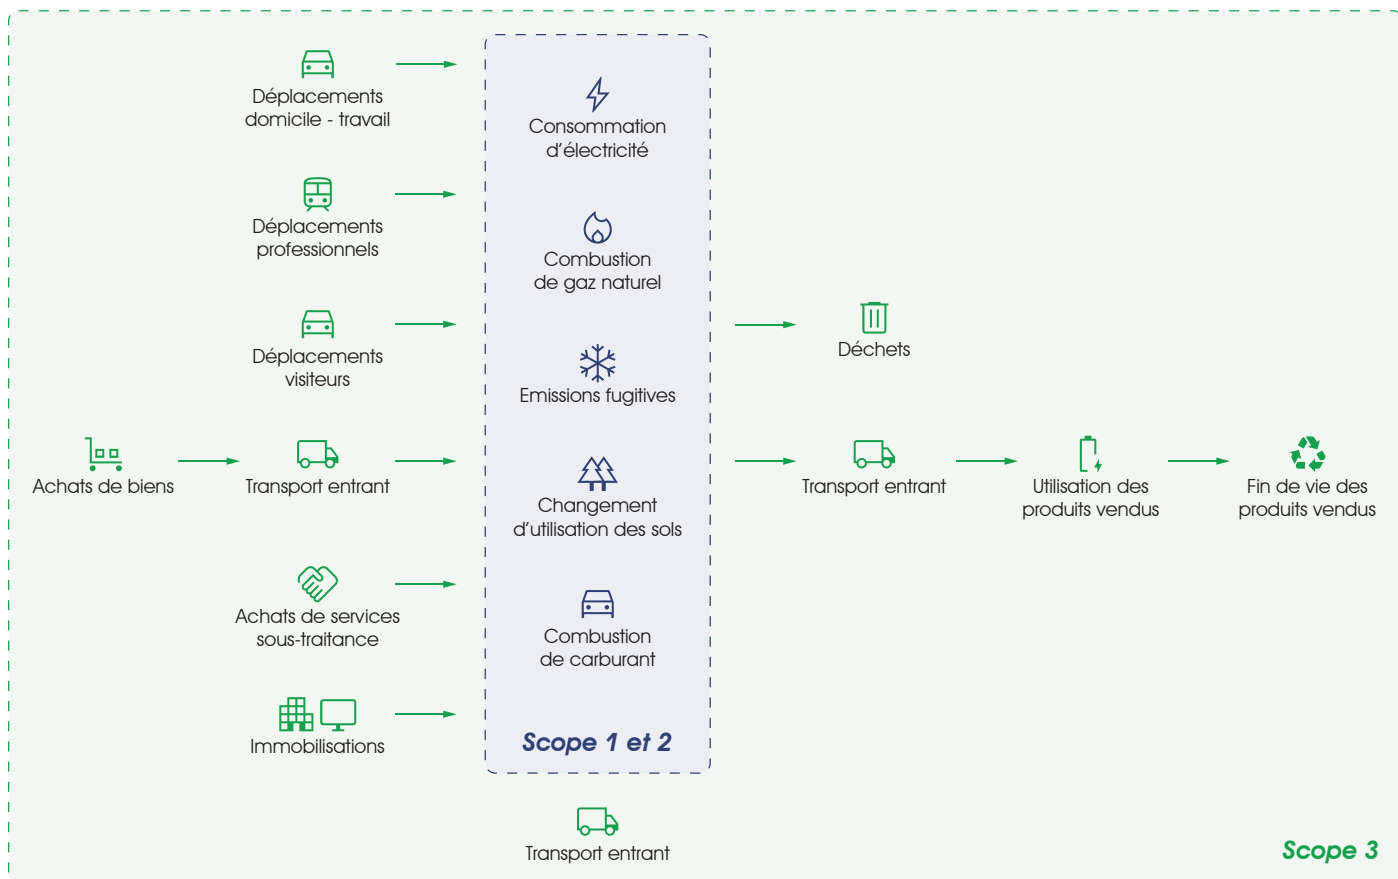 Déplacements
domicile - travail
Déplacements
professionnels
Déplacements
visiteurs
Achats de biens
Transport entrant
Achats de services
sous-traitance
Immobilisations
Consommation
d'électricité
Combustion
de gaz naturel
Emissions fugitives
Changement
d'utilisation des sols
Combustion
de carburant
Scope 1 et 2
Transport entrant
Déchets
Transport entrant
Utilisation des
produits vendus
Fin de vie des
produits vendus
Scope 3